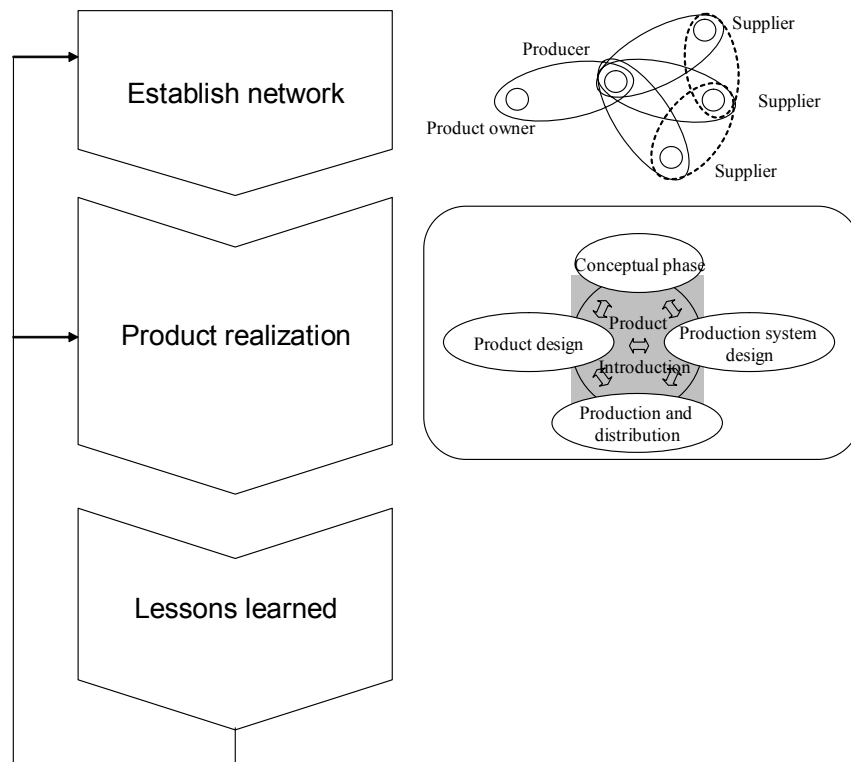 Establish network
Supplier
Producer
Supplier
Product owner
Supplier
Product realization
Conceptual phase
Product
Product design
Production system
design
Introduction
Production and
distribution
Lessons learned